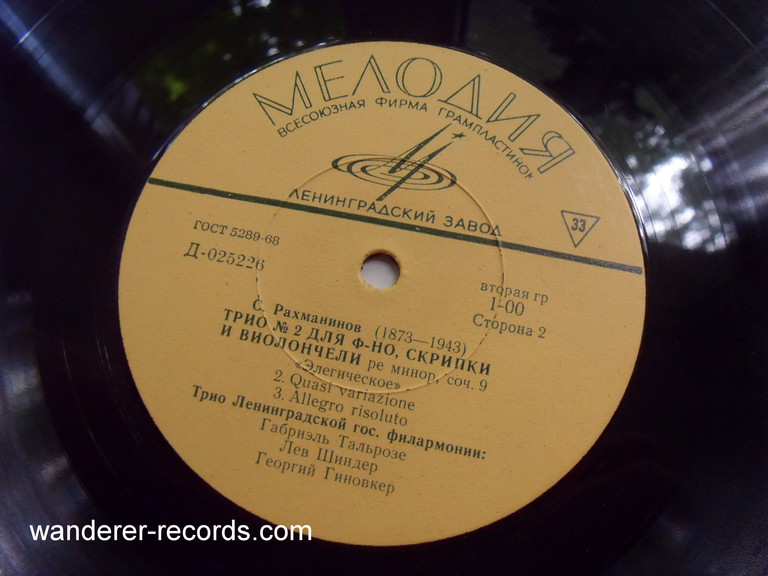 МЕЛОДИЯ
ВСЕСОЮЗНАЯ ФИРМА ГРАМПЛАСТИНОК
ЛЕНИНГРАДСКИЙ ЗАВОД
33
ГОСТ 5289-68
Д-025226
вторая гр
1-00
Сторона 2
С. Рахманинов (1873—1943)
ТРИО № 2 ДЛЯ Ф-НО, СКРИПКИ
И ВИОЛОНЧЕЛИ ре минор, соч. 9
«Элегическое»
2. Quasi variazione
3. Allegro risoluto
Трио Ленинградской гос. филармонии:
Габриэль Тальрозе
Лев Шиндер
Георгий Гиновкер
wanderer-records.com